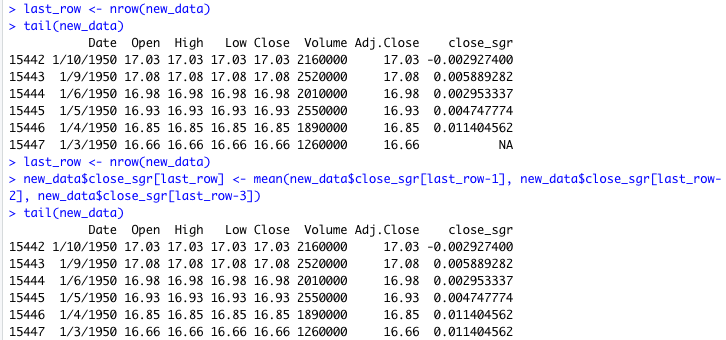 > last_row <- nrow(new_data)
> tail(new_data)
Date Open High Low Close Volume Adj.Close close_sgr
15442 1/10/1950 17.03 17.03 17.03 17.03 2160000 17.03 -0.002927400
15443 1/9/1950 17.08 17.08 17.08 17.08 2520000 17.08 0.005889282
15444 1/6/1950 16.98 16.98 16.98 16.98 2010000 16.98 0.002953337
15445 1/5/1950 16.93 16.93 16.93 16.93 2550000 16.93 0.004747774
15446 1/4/1950 16.85 16.85 16.85 16.85 1890000 16.85 0.011404562
15447 1/3/1950 16.66 16.66 16.66 16.66 1260000 16.66 NA
> last_row <- nrow(new_data)
> new_data$close_sgr[last_row] <- mean(new_data$close_sgr[last_row-1], new_data$close_sgr[last_row-
2], new_data$close_sgr[last_row-3])
> tail(new_data)
Date Open High Low Close Volume Adj.Close close_sgr
15442 1/10/1950 17.03 17.03 17.03 17.03 2160000 17.03 -0.002927400
15443 1/9/1950 17.08 17.08 17.08 17.08 2520000 17.08 0.005889282
15444 1/6/1950 16.98 16.98 16.98 16.98 2010000 16.98 0.002953337
15445 1/5/1950 16.93 16.93 16.93 16.93 2550000 16.93 0.004747774
15446 1/4/1950 16.85 16.85 16.85 16.85 1890000 16.85 0.011404562
15447 1/3/1950 16.66 16.66 16.66 16.66 1260000 16.66 0.011404562